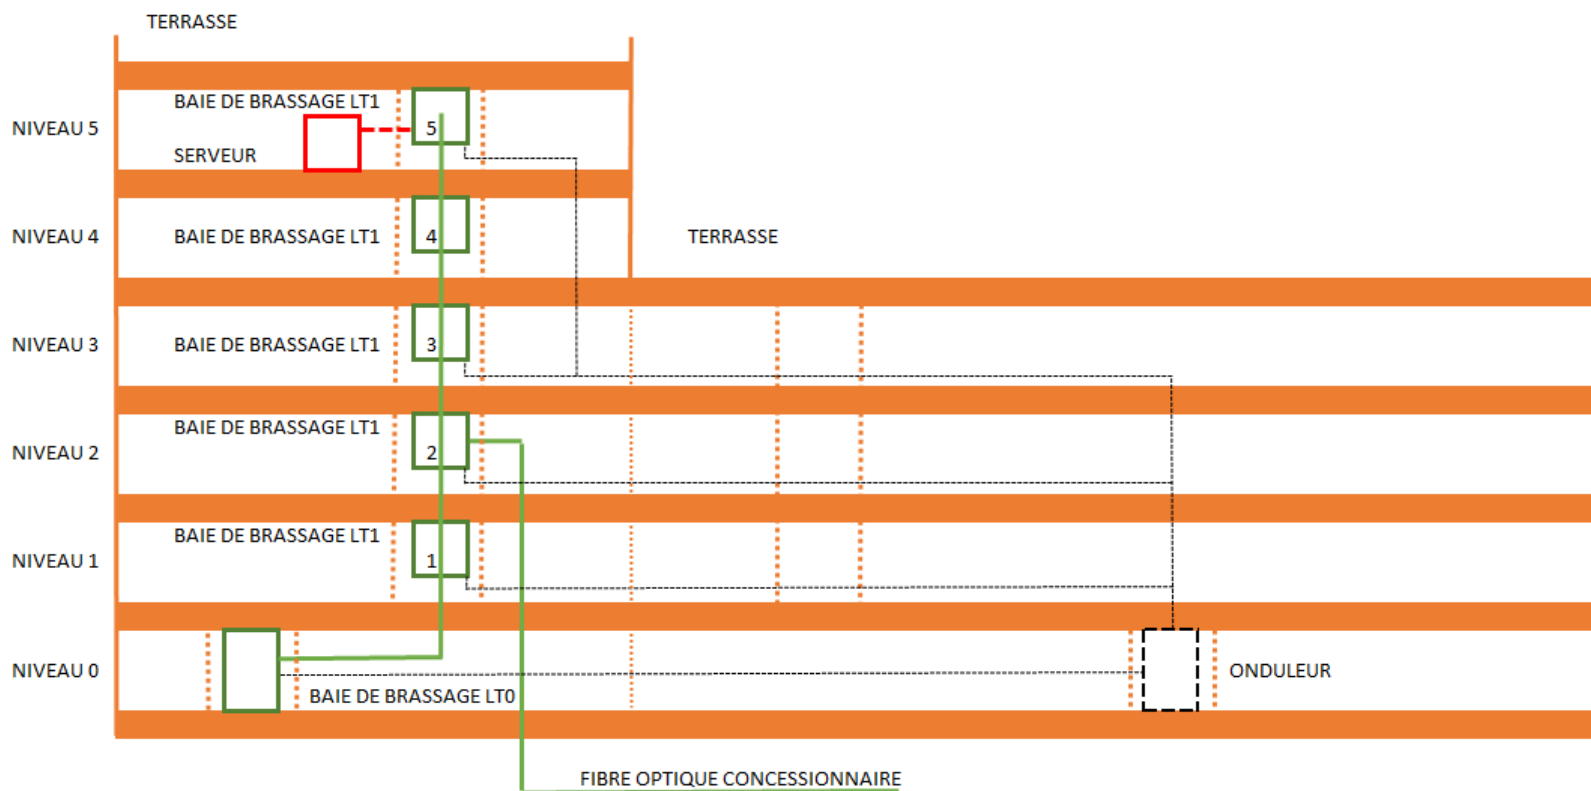 TERRASSE
BAIE DE BRASSAGE LT1
NIVEAU 5
5
SERVEUR
NIVEAU 4
BAIE DE BRASSAGE LT1
4
TERRASSE
NIVEAU 3
BAIE DE BRASSAGE LT1
3
BAIE DE BRASSAGE LT1
NIVEAU 2
2
BAIE DE BRASSAGE LT1
NIVEAU 1
1
NIVEAU 0
ONDULEUR
BAIE DE BRASSAGE LT0
FIBRE OPTIQUE CONCESSIONNAIRE